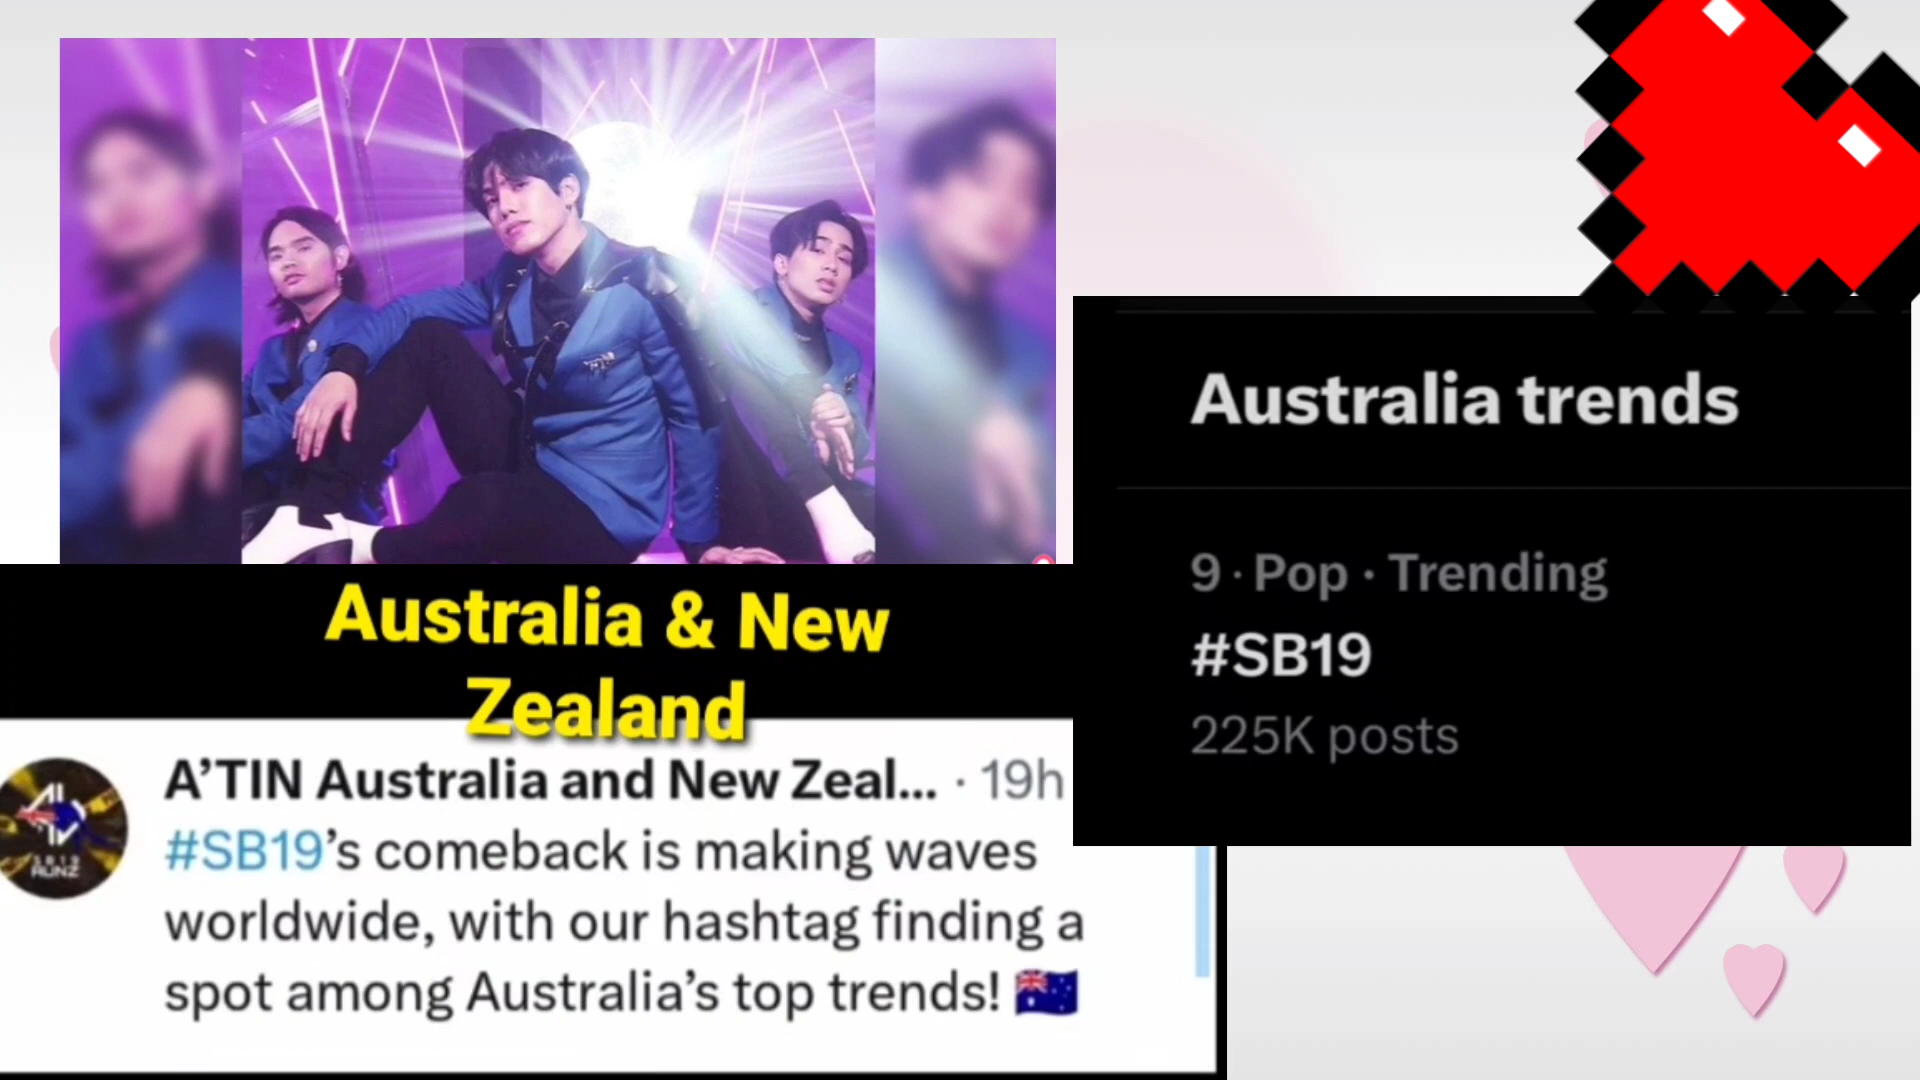 Australia & New
Zealand
A’TIN Australia and New Zeal... · 19h
#SB19’s comeback is making waves
worldwide, with our hashtag finding a
spot among Australia’s top trends!
Australia trends
9 · Pop · Trending
#SB19
225K posts